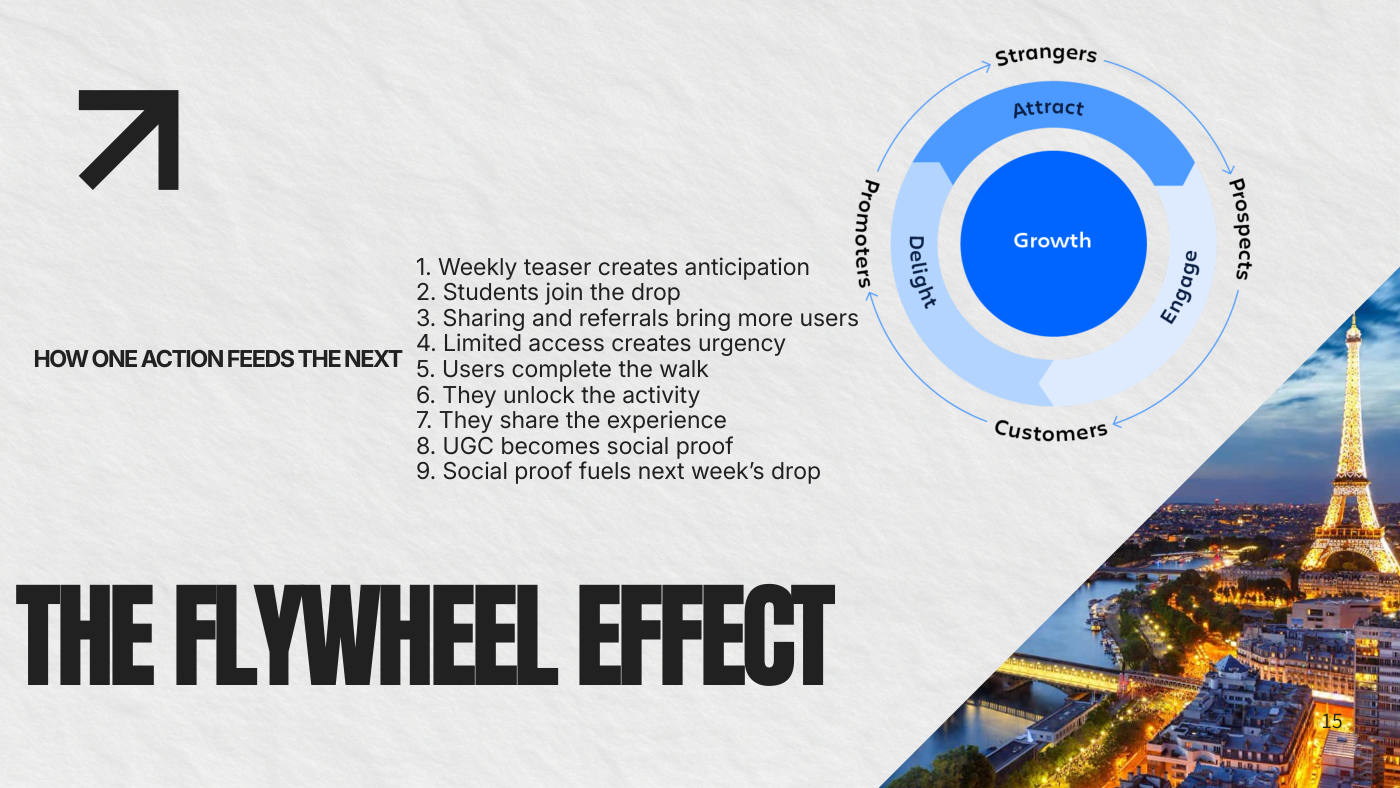 HOW ONE ACTION FEEDS THE NEXT
1. Weekly teaser creates anticipation
2. Students join the drop
3. Sharing and referrals bring more users
4. Limited access creates urgency
5. Users complete the walk
6. They unlock the activity
7. They share the experience
8. UGC becomes social proof
9. Social proof fuels next week’s drop
Strangers
Attract
Prospects
Engage
Customers
Promoters
Delight
Growth
THE FLYWHEEL EFFECT
15